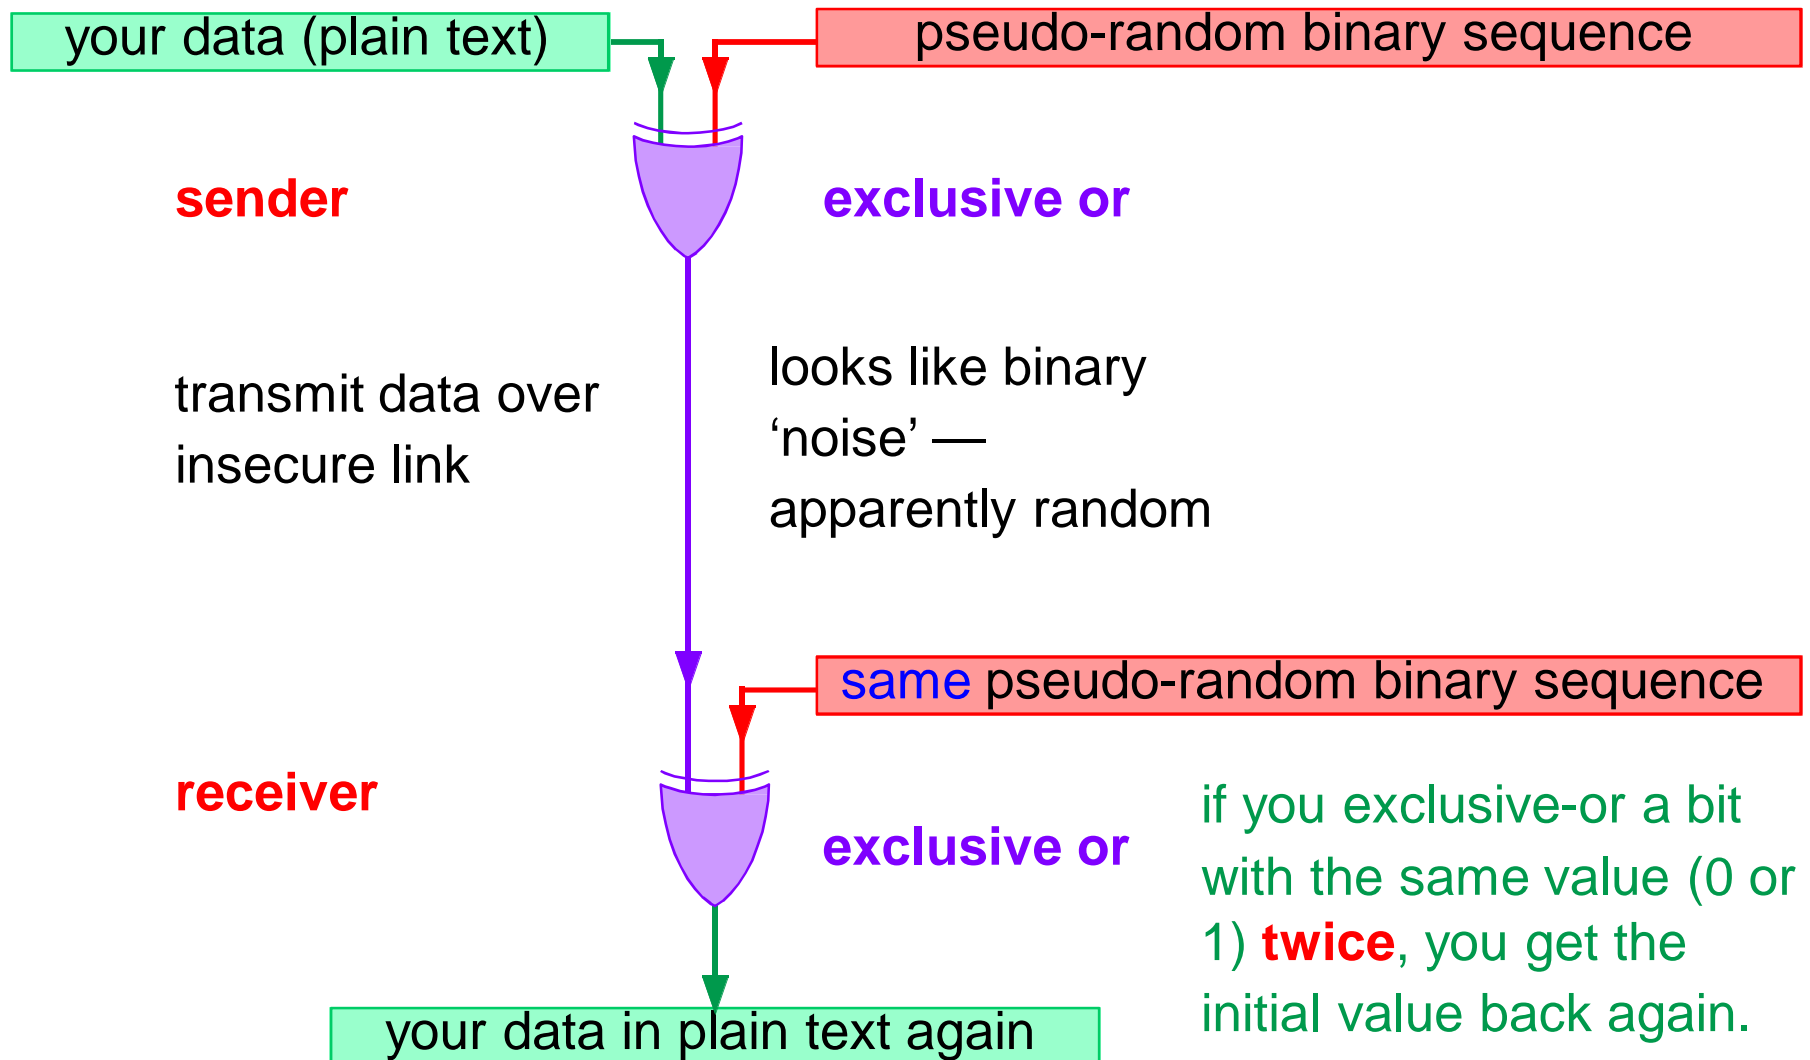 your data (plain text)
pseudo-random binary sequence
sender
exclusive or
transmit data over
insecure link
looks like binary
‘noise’ —
apparently random
same pseudo-random binary sequence
receiver
exclusive or
if you exclusive-or a bit
with the same value (0 or
1) twice, you get the
initial value back again.
your data in plain text again